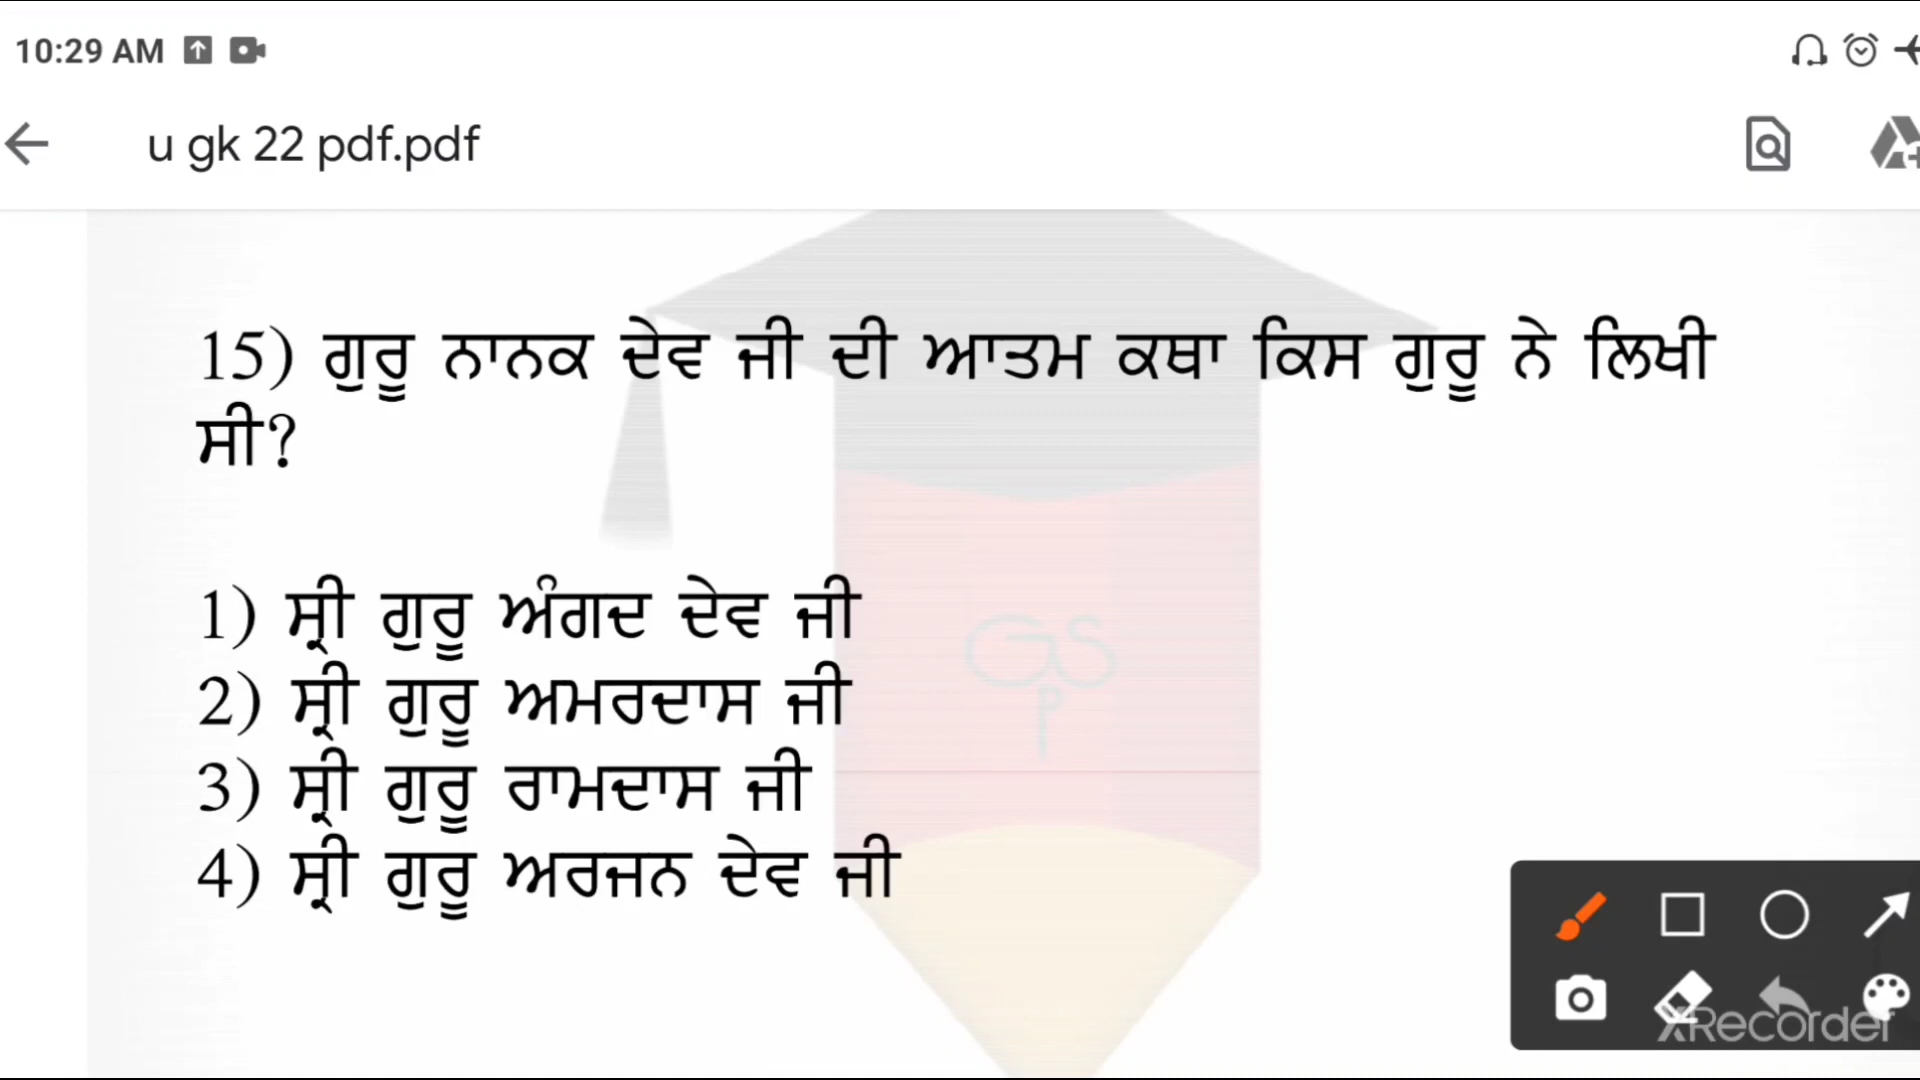 10:29 AM
u gk 22 pdf.pdf
15) ਗੁਰੂ ਨਾਨਕ ਦੇਵ ਜੀ ਦੀ ਆਤਮ ਕਥਾ ਕਿਸ ਗੁਰੂ ਨੇ ਲਿਖੀ
ਸੀ?
1) ਸ੍ਰੀ ਗੁਰੂ ਅੰਗਦ ਦੇਵ ਜੀ
2) ਸ੍ਰੀ ਗੁਰੂ ਅਮਰਦਾਸ ਜੀ
3) ਸ੍ਰੀ ਗੁਰੂ ਰਾਮਦਾਸ ਜੀ
4) ਸ੍ਰੀ ਗੁਰੂ ਅਰਜਨ ਦੇਵ ਜੀ
GS
P
XRecorder